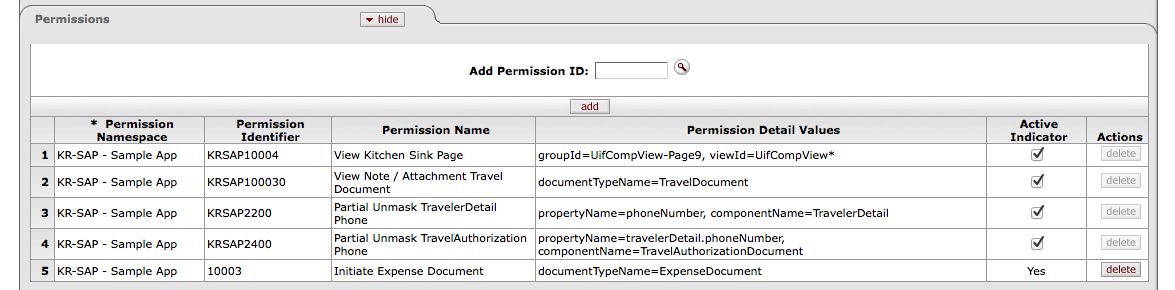 Permissions
hide
Add Permission ID:
add
* Permission Namespace Permission Identifier Permission Name Permission Detail Values Active Indicator Actions
1 KR-SAP - Sample App KRSAP10004 View Kitchen Sink Page groupId=UifCompView-Page9, viewId=UifCompView* delete
2 KR-SAP - Sample App KRSAP100030 View Note / Attachment Travel Document documentTypeName=TravelDocument delete
3 KR-SAP - Sample App KRSAP2200 Partial Unmask TravelerDetail Phone propertyName=phoneNumber, componentName=TravelerDetail delete
4 KR-SAP - Sample App KRSAP2400 Partial Unmask TravelAuthorization Phone propertyName=travelerDetail.phoneNumber, componentName=TravelAuthorizationDocument delete
5 KR-SAP - Sample App 10003 Initiate Expense Document documentTypeName=ExpenseDocument Yes delete